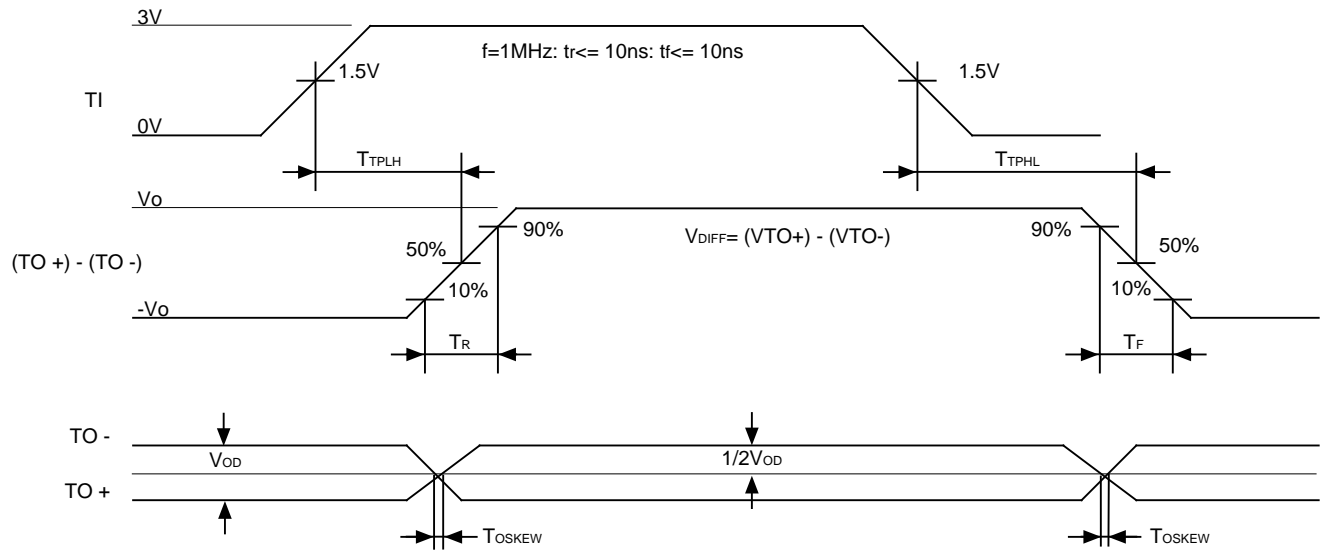 3V
f=1MHz: tr<= 10ns: tf<= 10ns
1.5V
1.5V
TI
0V
TTPLH
TTPHL
Vo
90%
VDIFF= (VTO+) - (VTO-)
90%
50%
50%
(TO +) - (TO -)
10%
10%
-Vo
TR
TF
TO -
VOD
1/2VOD
TO +
TOSKEW
TOSKEW